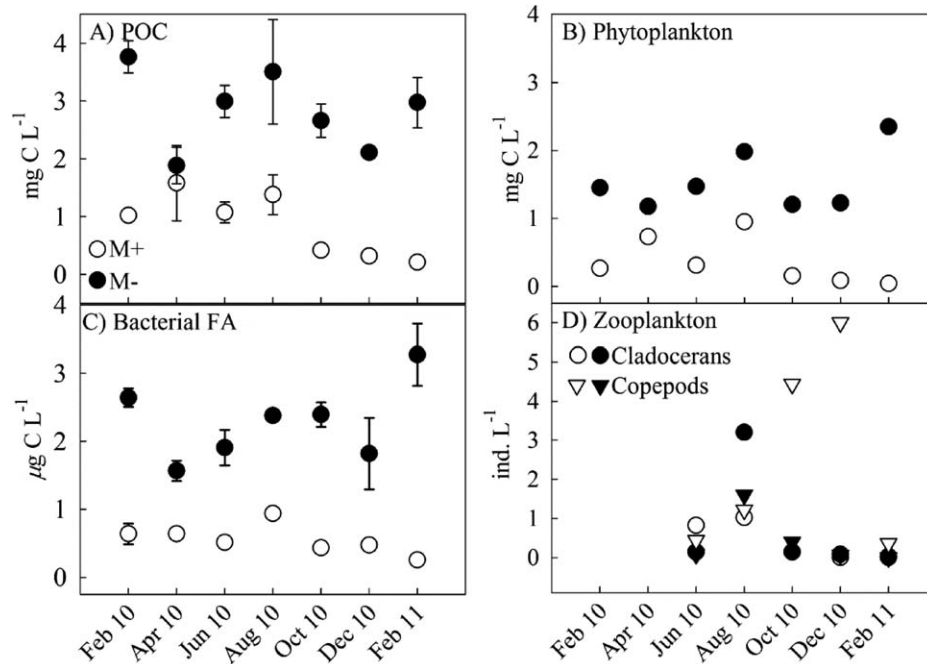 A) POC
4
3
2
1
0
mg C L⁻¹
M+
M-
B) Phytoplankton
4
3
2
1
0
mg C L⁻¹
C) Bacterial FA
4
3
2
1
0
µg C L⁻¹
Feb 10
Apr 10
Jun 10
Aug 10
Oct 10
Dec 10
Feb 11
D) Zooplankton
Cladocerans
Copepods
6
5
4
3
2
1
0
ind. L⁻¹
Feb 10
Apr 10
Jun 10
Aug 10
Oct 10
Dec 10
Feb 11